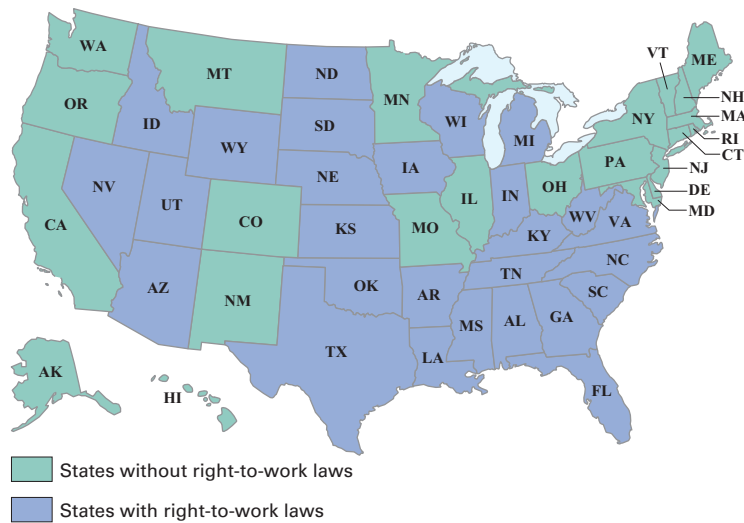 WA
MT
ND
MN
VT
ME
OR
ID
SD
WI
MI
NY
NH
MA
RI
CT
WY
IA
PA
NJ
NV
NE
IL
IN
OH
DE
MD
UT
CO
KS
MO
WV
VA
CA
KY
AZ
NM
OK
AR
TN
NC
SC
TX
LA
MS
AL
GA
FL
AK
HI
States without right-to-work laws
States with right-to-work laws